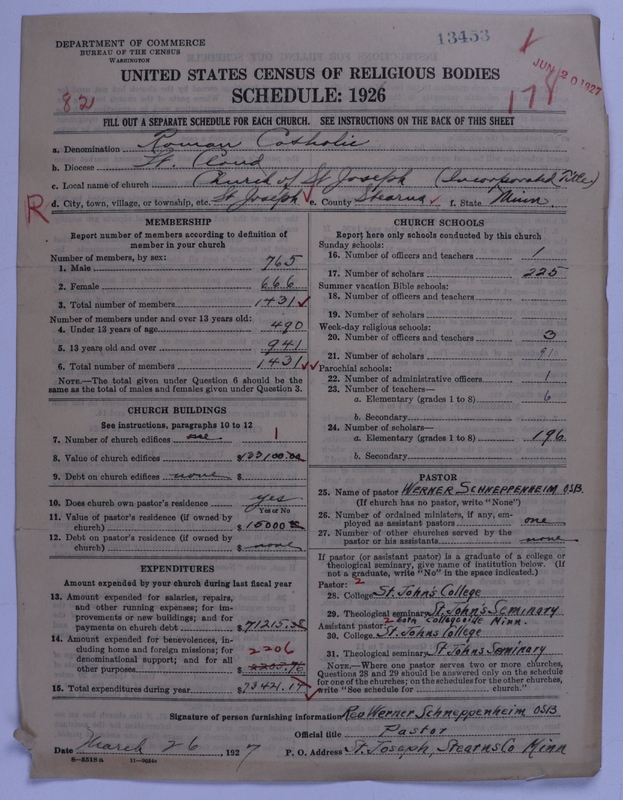 13453
DEPARTMENT OF COMMERCE
BUREAU OF THE CENSUS
WASHINGTON
JUN 20 1927
UNITED STATES CENSUS OF RELIGIOUS BODIES
82
SCHEDULE: 1926
FILL OUT A SEPARATE SCHEDULE FOR EACH CHURCH. SEE INSTRUCTIONS ON THE BACK OF THIS SHEET
a. Denomination Roman Catholic
b. Diocese St. Cloud
c. Local name of church Church of St Joseph (Incorporated Title)
R d. City, town, village, or township, etc. St Joseph e. County Stearns f. State Minn.
MEMBERSHIP
Report number of members according to definition of
member in your church
Number of members, by sex:
1. Male 765
2. Female 666
3. Total number of members 1431
Number of members under and over 13 years old:
4. Under 13 years of age 490
5. 13 years old and over 941
6. Total number of members 1431
NOTE.—The total given under Question 6 should be
same as the total of males and females given under Question 3.
CHURCH BUILDINGS
See instructions, paragraphs 10 to 12
7. Number of church edifices one 1
8. Value of church edifices $
9. Debt on church edifices none $
10. Does church own pastor's residence yes
Yes or No
11. Value of pastor's residence (if owned by
church) $
12. Debt on pastor's residence (if owned by
church) $ none
EXPENDITURES
Amount expended by your church during last fiscal year
13. Amount expended for salaries, repairs,
and other running expenses; for im-
provements or new buildings; and for
payments on church debt $ 71215.
14. Amount expended for benevolences, in-
cluding home and foreign missions; for
denominational support; and for all
other purposes $ 2206
15. Total expenditures during year $ 73421.
CHURCH SCHOOLS
Report here only schools conducted by this church
Sunday schools:
16. Number of officers and teachers 1
17. Number of scholars 225
Summer vacation Bible schools:
18. Number of officers and teachers
19. Number of scholars
Week-day religious schools:
20. Number of officers and teachers 3
21. Number of scholars 91
Parochial schools:
22. Number of administrative officers 1
23. Number of teachers—
a. Elementary (grades 1 to 8) 6
b. Secondary
24. Number of scholars—
a. Elementary (grades 1 to 8) 196
b. Secondary
PASTOR
25. Name of pastor WERNER SCHNEPPENHEIM OSB.
(If church has no pastor, write "None")
26. Number of ordained ministers, if any, em-
ployed as assistant pastors one
27. Number of other churches served by the
pastor or his assistants none
If pastor (or assistant pastor) is a graduate of a college or
theological seminary, give name of institution below. (If
not a graduate, write "No" in the space indicated.)
Pastor: 2
28. College St. John's College
29. Theological seminary St. John's Seminary
Assistant pastor: 2 both Collegeville Minn.
30. College St. John's College
31. Theological seminary St John's Seminary
NOTE.—Where one pastor serves two or more churches,
Questions 28 and 29 should be answered only on the schedule
for one of the churches; on the schedules for the other churches,
write "See schedule for church."
Signature of person furnishing information Rev Werner Schneppenheim OSB
Official title Pastor
Date March 26 1927 P. O. Address St. Joseph, Stearns Co Minn
8—5518 a